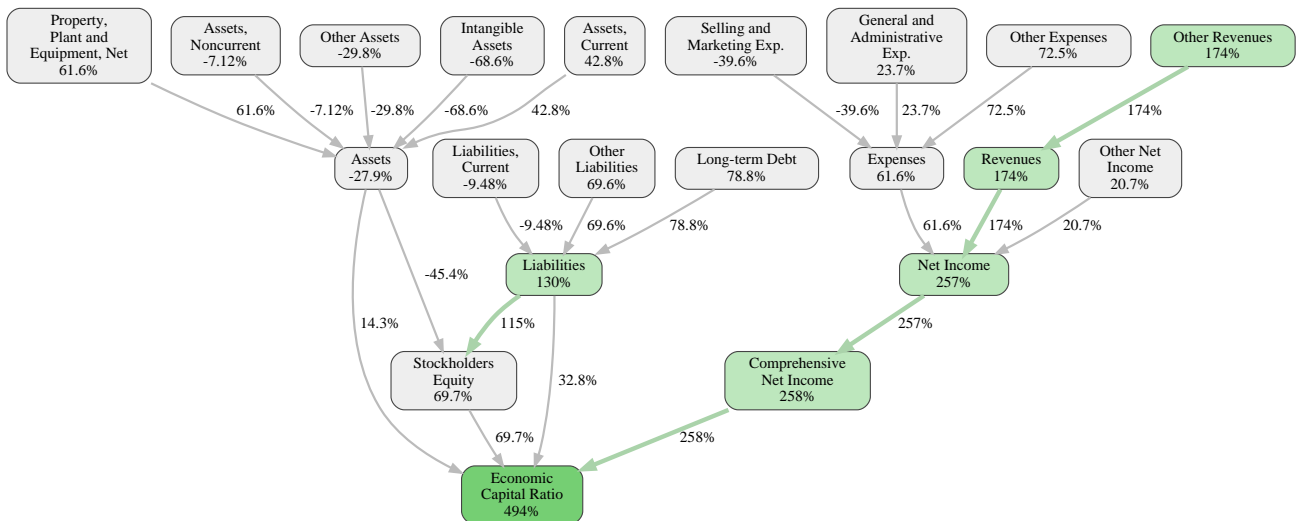 Property,
Plant and
Equipment, Net
61.6%
Assets,
Noncurrent
-7.12%
Other Assets
-29.8%
Intangible
Assets
-68.6%
Assets,
Current
42.8%
Selling and
Marketing Exp.
-39.6%
General and
Administrative
Exp.
23.7%
Other Expenses
72.5%
Other Revenues
174%
61.6%
-7.12%
-29.8%
-68.6%
42.8%
-39.6%
23.7%
72.5%
174%
Assets
-27.9%
Liabilities,
Current
-9.48%
Other
Liabilities
69.6%
Long-term Debt
78.8%
Expenses
61.6%
Revenues
174%
Other Net
Income
20.7%
-9.48%
69.6%
78.8%
61.6%
174%
20.7%
Liabilities
130%
Net Income
257%
-45.4%
14.3%
115%
257%
Stockholders
Equity
69.7%
32.8%
Comprehensive
Net Income
258%
69.7%
258%
Economic
Capital Ratio
494%